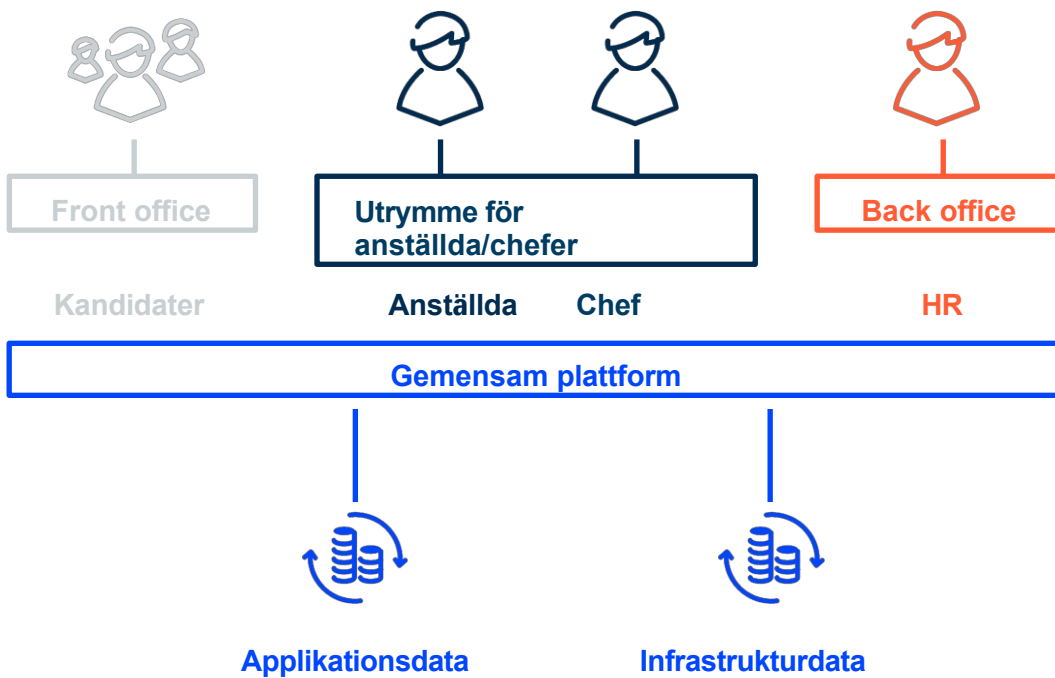 Front office
Utrymme för
anställda/chefer
Back office
Kandidater
Anställda
Chef
HR
Gemensam plattform
Applikationsdata
Infrastrukturdata